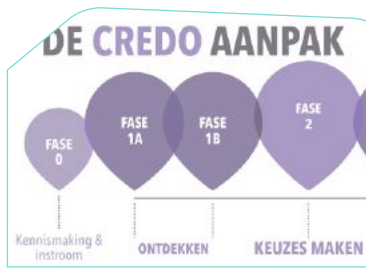 DE CREDO AANPAK
FASE
0
FASE
1A
FASE
1B
FASE
2
Kennismaking &
instroom
ONTDEKKEN
KEUZES MAKEN